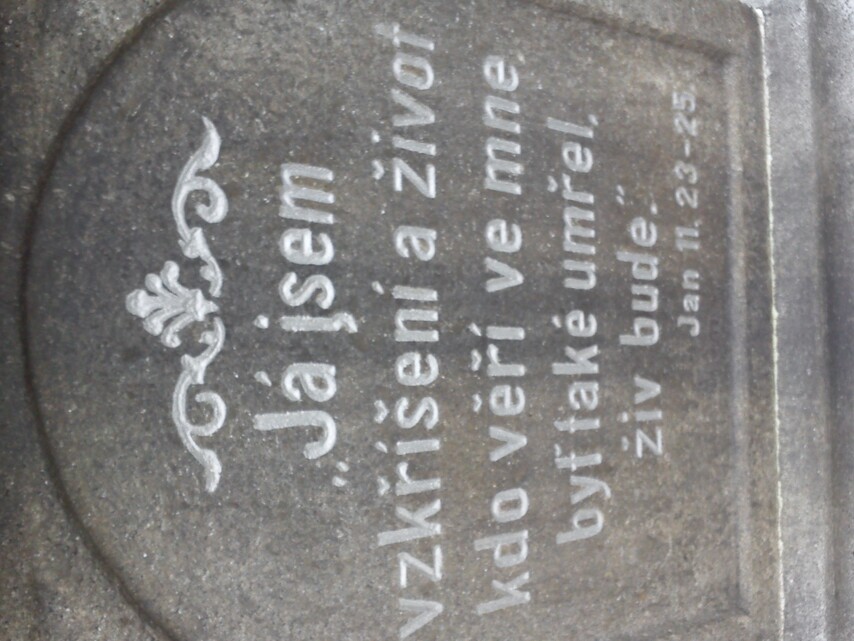 „Já jsem
vzkříšení a život
kdo věří ve mne,
byť také umřel,
živ bude."
Jan 11. 23-25.